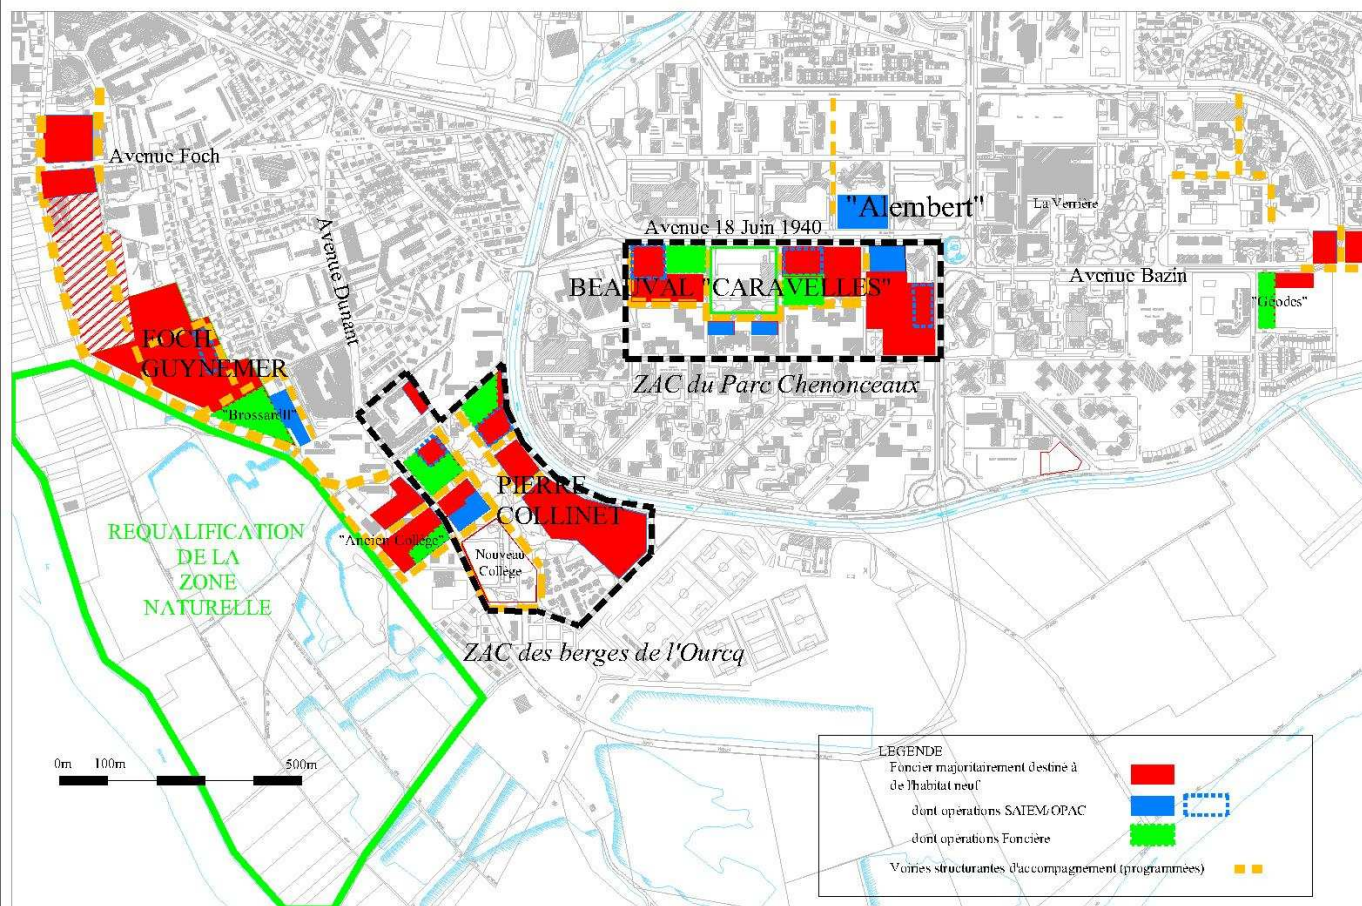 Avenue Foch
Avenue Dunant
"Alembert"
La Verrière
Avenue 18 Juin 1940
Avenue Bazin
BEAUVAL "CARAVELLES"
"Géodes"
FOCH
GUYNEMER
ZAC du Parc Chenonceaux
"BrossardII"
PIERRE
COLLINET
REQUALIFICATION
DE LA
ZONE
NATURELLE
"Ancien Collège"
Nouveau
Collège
ZAC des berges de l'Ourcq
0m 100m 500m
LEGENDE
Foncier majoritairement destiné à
de l'habitat neuf
dont opérations SAIEM/OPAC
dont opérations Foncière
Voiries structurantes d'accompagnement (programmées)